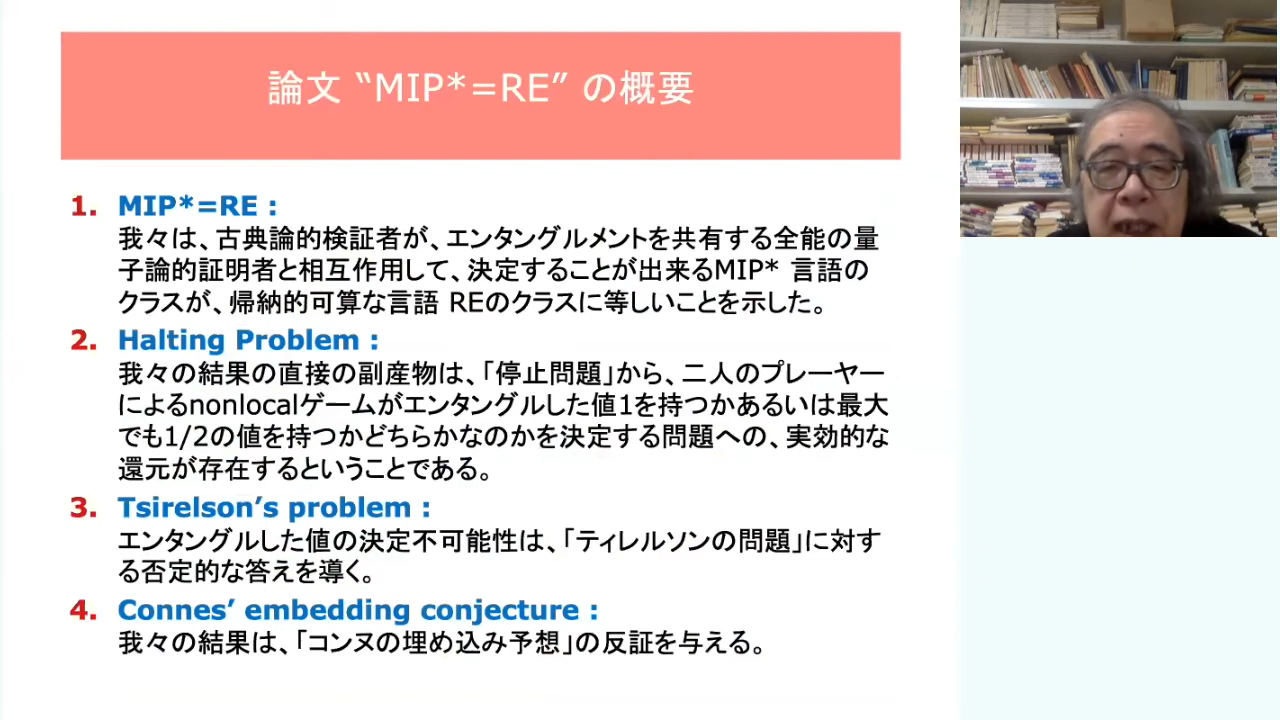 論文 “MIP*=RE” の概要
1. MIP*=RE :
我々は、古典論的検証者が、エンタングルメントを共有する全能の量
子論的証明者と相互作用して、決定することが出来るMIP* 言語の
クラスが、帰納的可算な言語 REのクラスに等しいことを示した。
2. Halting Problem :
我々の結果の直接の副産物は、「停止問題」から、二人のプレーヤー
によるnonlocalゲームがエンタングルした値1を持つかあるいは最大
でも1/2の値を持つかどちらかなのかを決定する問題への、実効的な
還元が存在するということである。
3. Tsirelson’s problem :
エンタングルした値の決定不可能性は、「ティレルソンの問題」に対す
る否定的な答えを導く。
4. Connes’ embedding conjecture :
我々の結果は、「コンヌの埋め込み予想」の反証を与える。